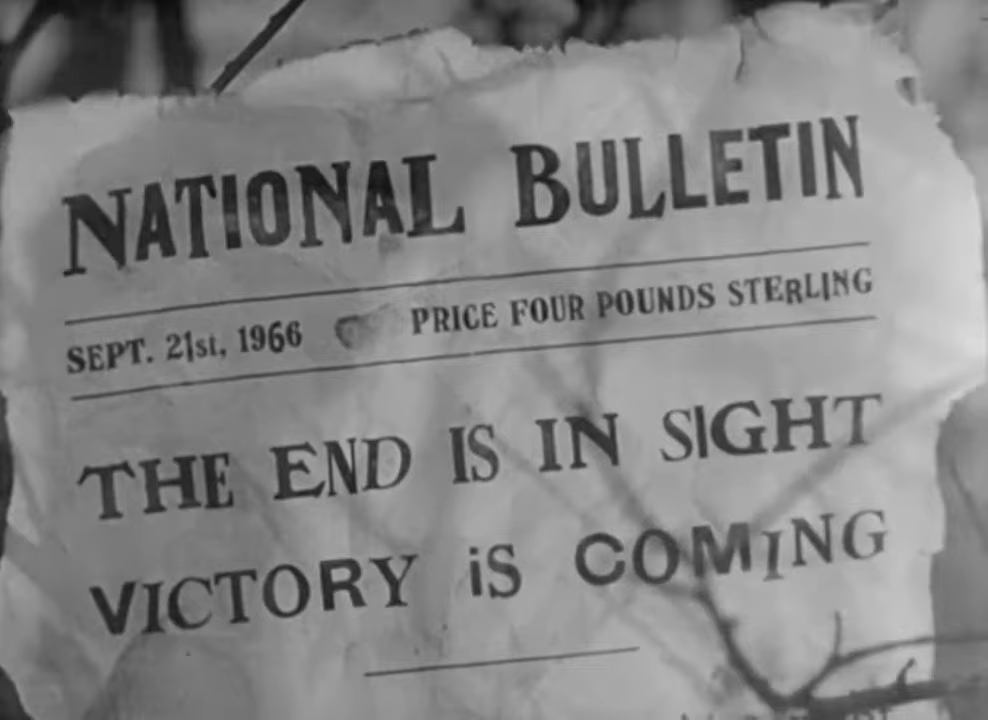 NATIONAL BULLETIN
SEPT. 21st, 1966 PRICE FOUR POUNDS STERLING
THE END IS IN SIGHT
VICTORY iS COMING